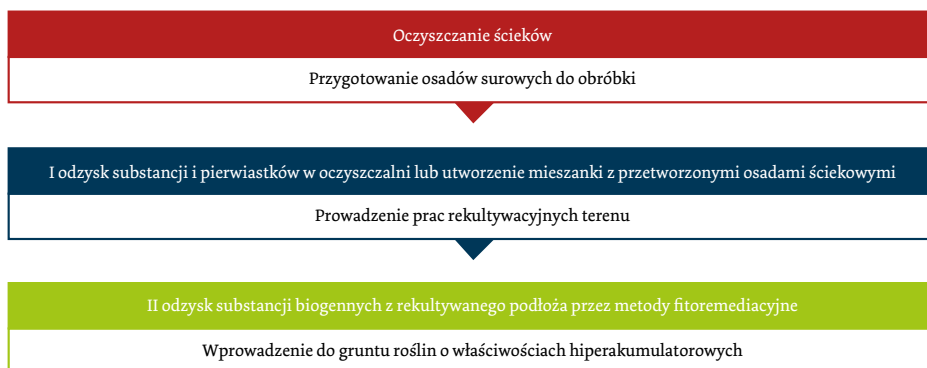 Oczyszczanie ścieków
Przygotowanie osadów surowych do obróbki
I odzysk substancji i pierwiastków w oczyszczalni lub utworzenie mieszanki z przetworzonymi osadami ściekowymi
Prowadzenie prac rekultywacyjnych terenu
II odzysk substancji biogennych z rekultywanego podłoża przez metody fitoremediacyjne
Wprowadzenie do gruntu roślin o właściwościach hiperakumulatorowych